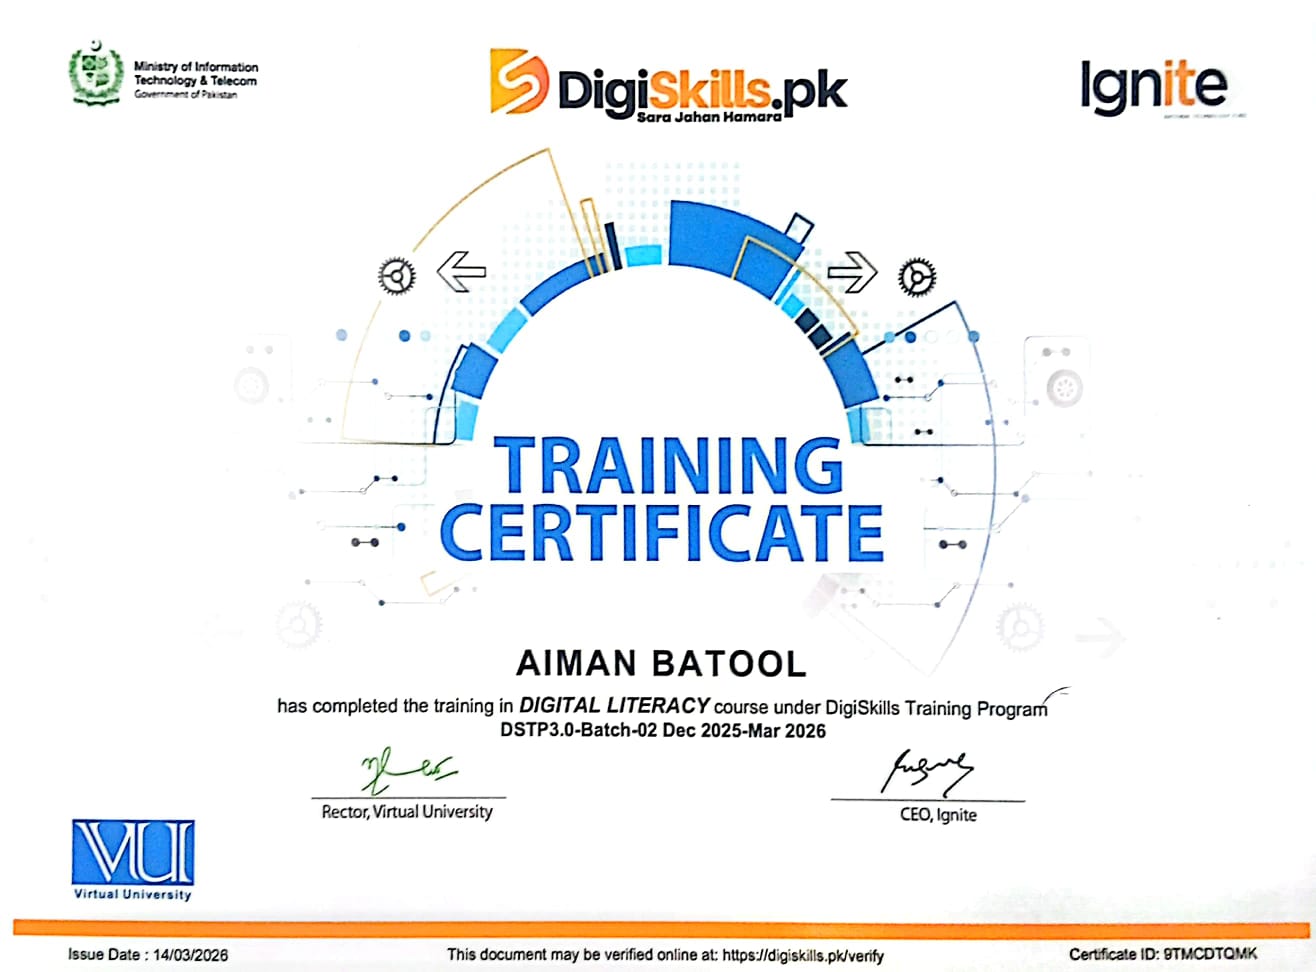 Ministry of Information
Technology & Telecom
Government of Pakistan
DigiSkills.pk
Sara Jahan Hamara
Ignite
TRAINING
CERTIFICATE
AIMAN BATOOL
has completed the training in DIGITAL LITERACY course under DigiSkills Training Program
DSTP3.0-Batch-02 Dec 2025-Mar 2026
Rector, Virtual University
CEO, Ignite
VU
Virtual University
Issue Date : 14/03/2026
This document may be verified online at: https://digiskills.pk/verify
Certificate ID: 9TMCDTQMK